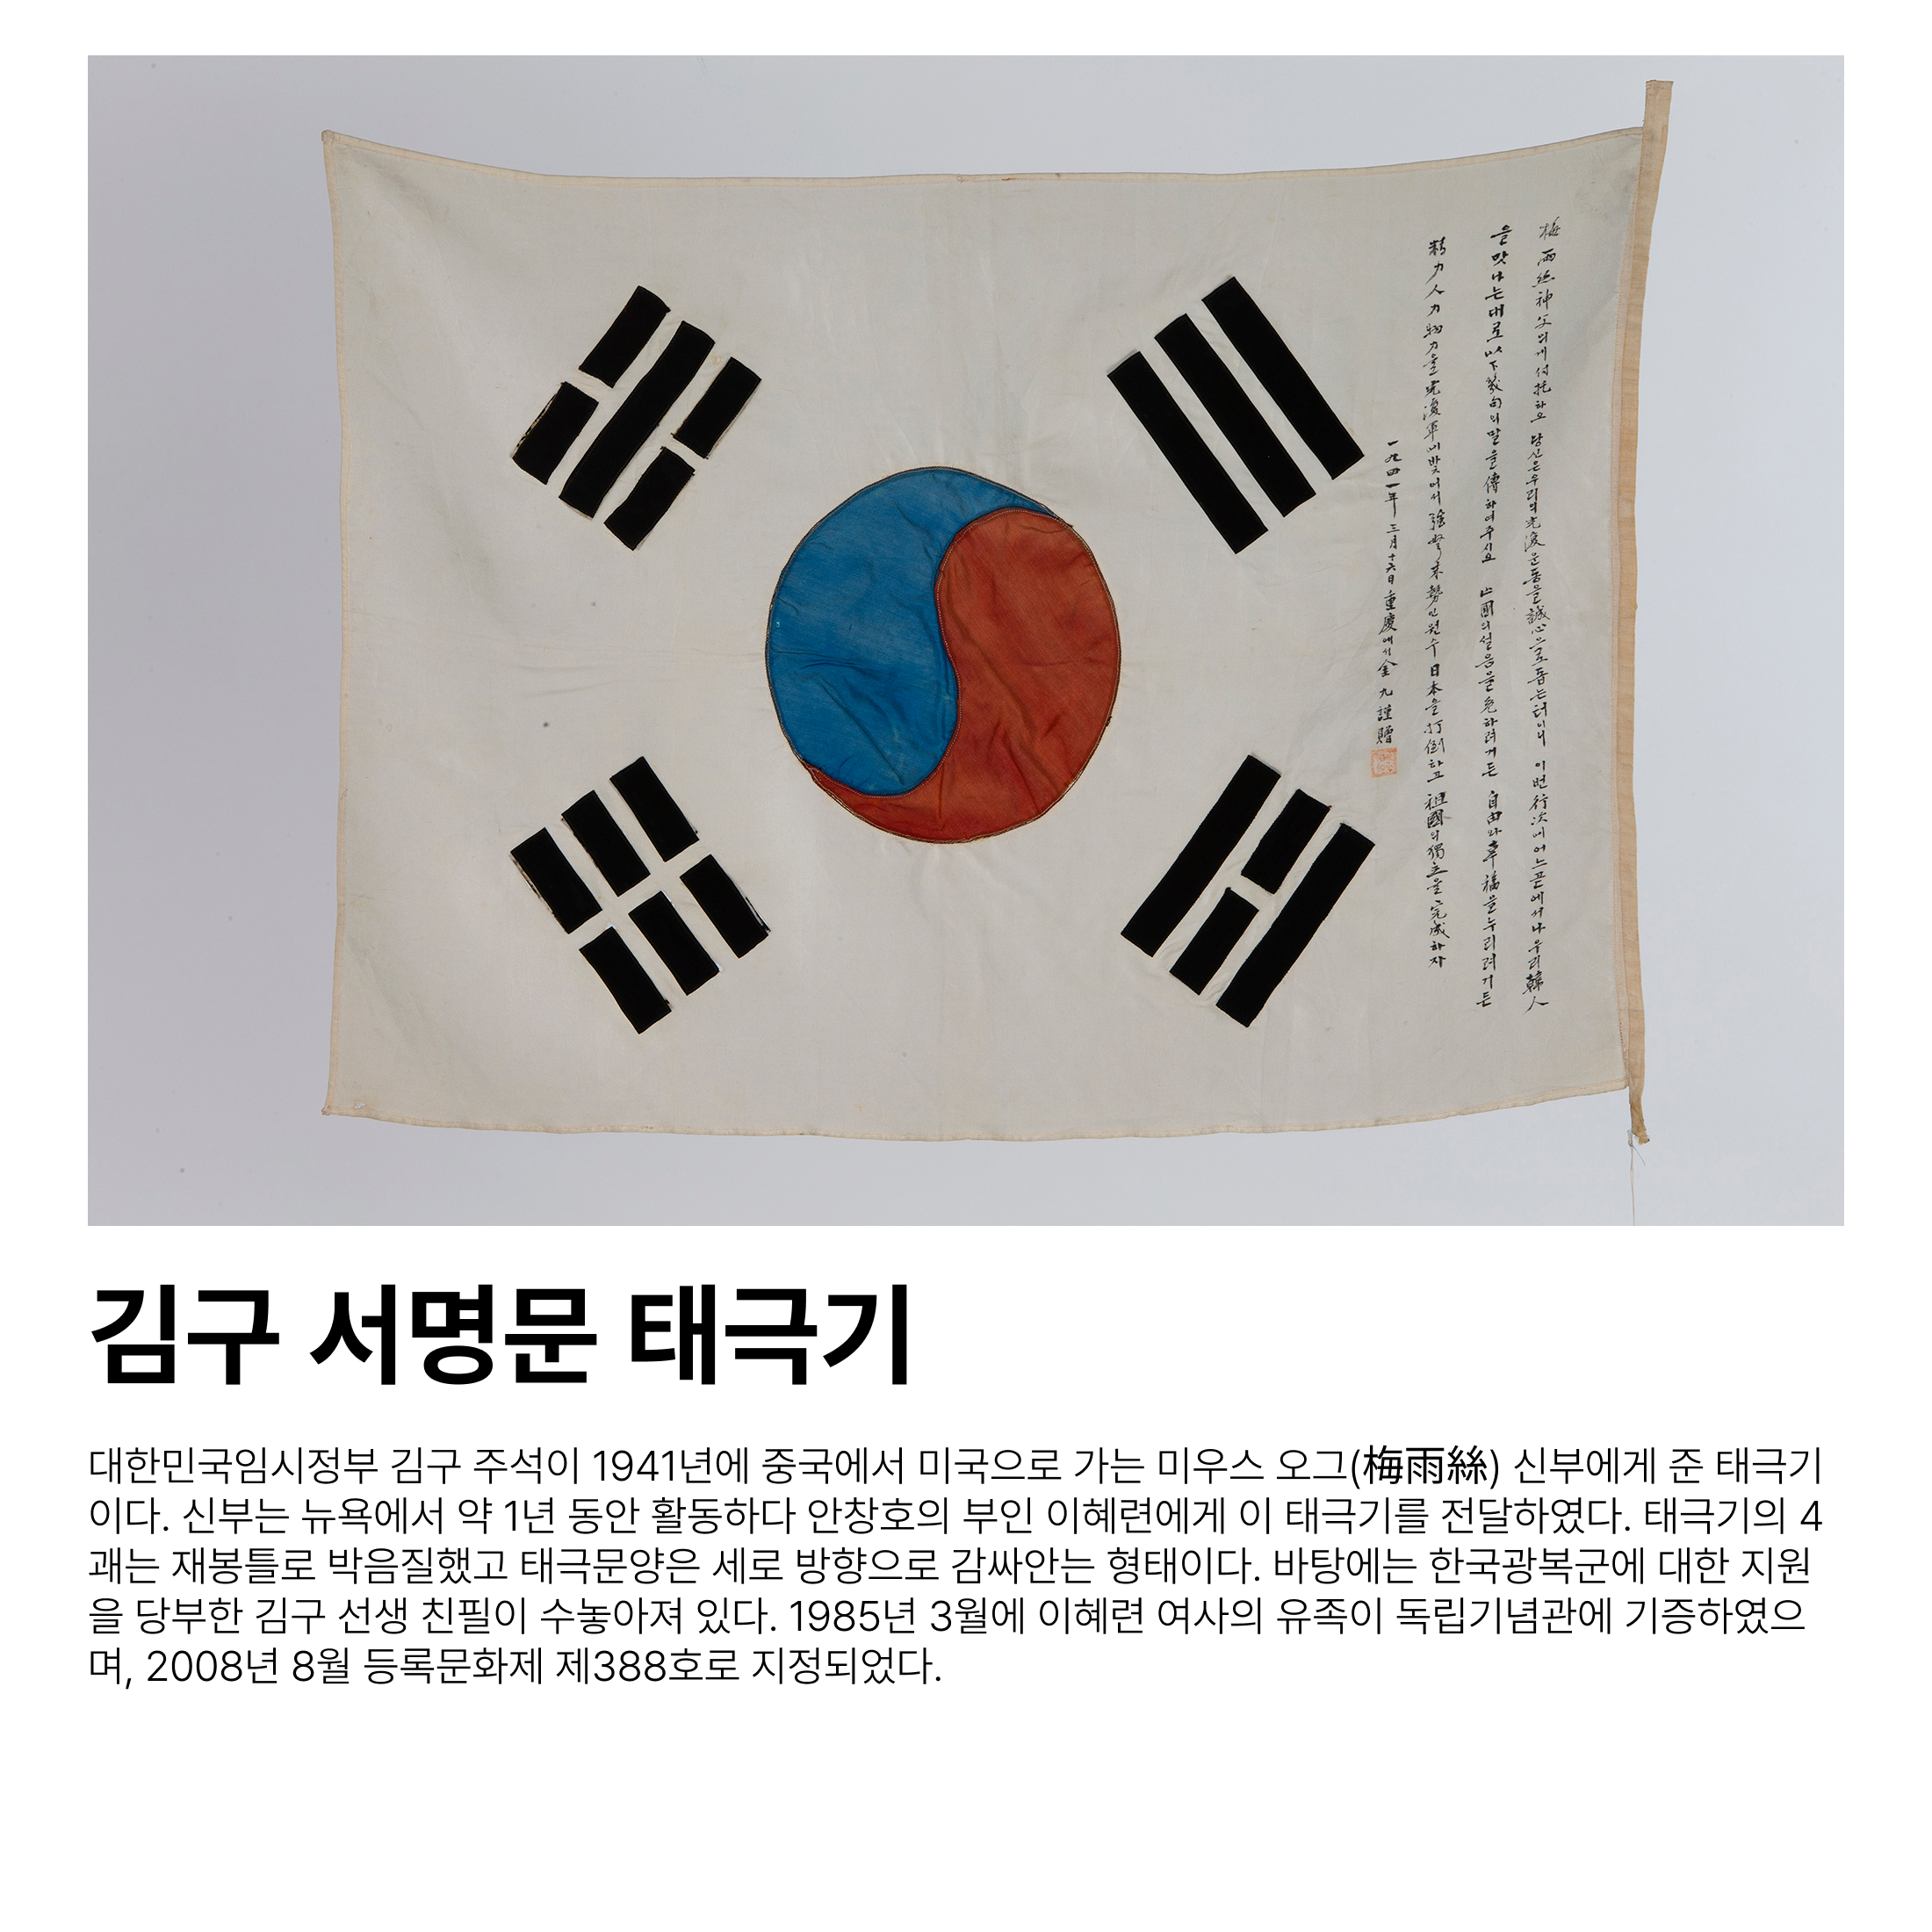 梅雨絲神父의게付托하오 당신은우리의光復운동을誠心으로돕는터이니 이번行次에어느곧에서나우리韓人
을맛나는대로以下幾句의말을傳하여주시요 亡國의설음을免하려거든 自由와幸福을누리려거든
精力人力物力을光復軍에밫어서强弩末勢인원수日本을打倒하고祖國의獨立을完成하자
一九四一年三月十六日重慶에서金九謹贈
김구 서명문 태극기
대한민국임시정부 김구 주석이 1941년에 중국에서 미국으로 가는 미우스 오그(梅雨絲) 신부에게 준 태극기
이다. 신부는 뉴욕에서 약 1년 동안 활동하다 안창호의 부인 이혜련에게 이 태극기를 전달하였다. 태극기의 4
괘는 재봉틀로 박음질했고 태극문양은 세로 방향으로 감싸안는 형태이다. 바탕에는 한국광복군에 대한 지원
을 당부한 김구 선생 친필이 수놓아져 있다. 1985년 3월에 이혜련 여사의 유족이 독립기념관에 기증하였으
며, 2008년 8월 등록문화제 제388호로 지정되었다.